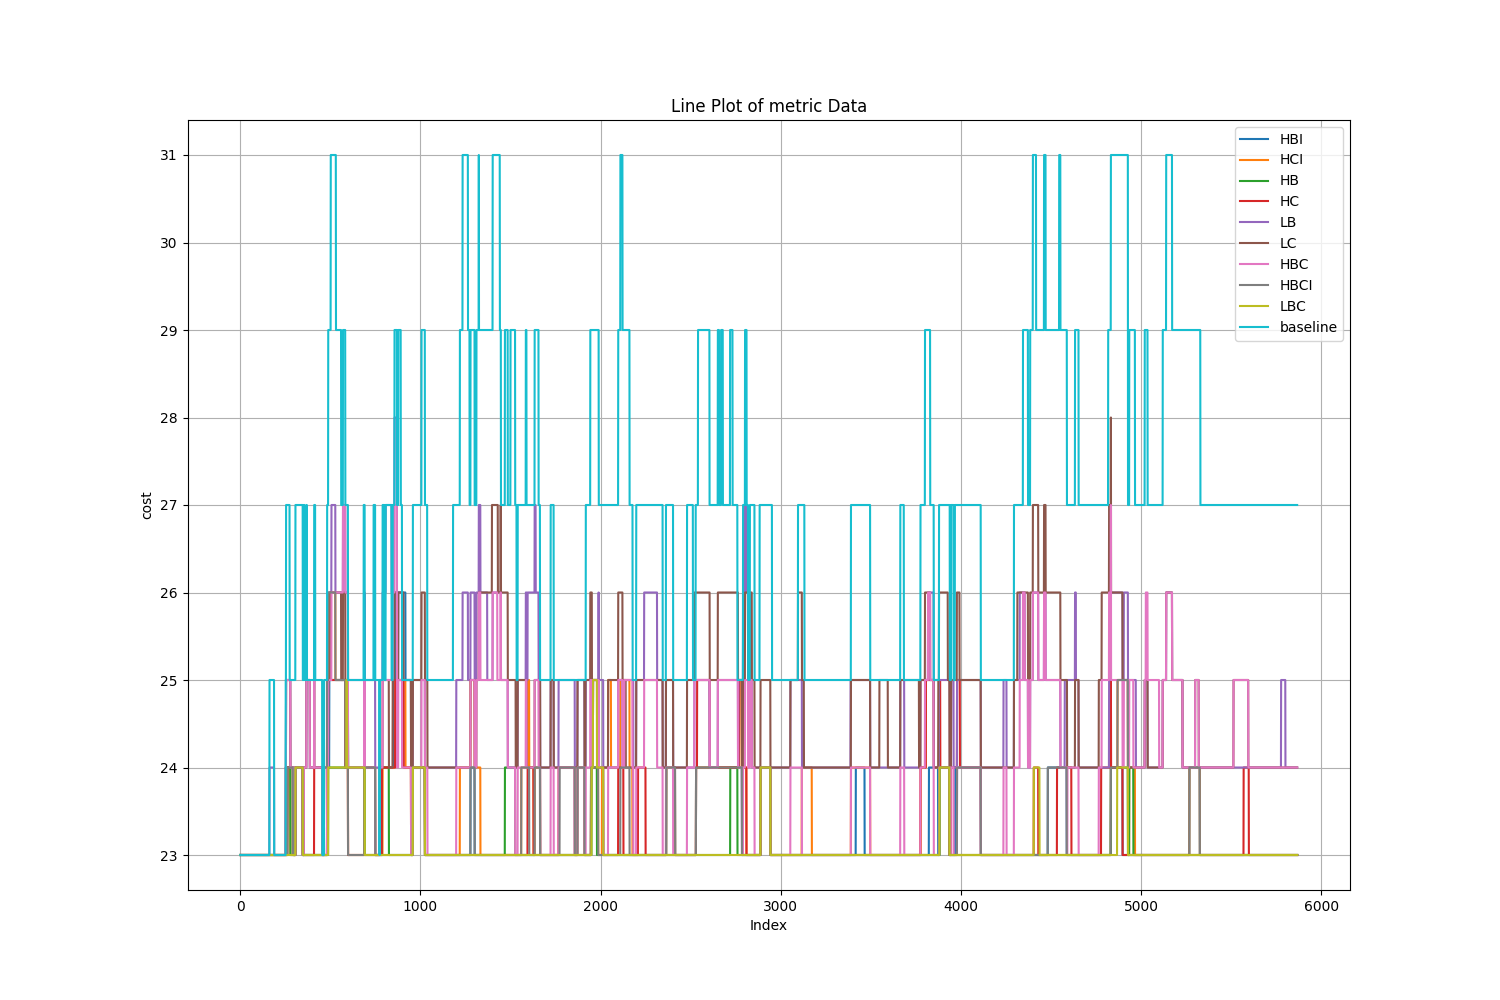 Line Plot of metric Data
cost
31
30
29
28
27
26
25
24
23
0
1000
2000
3000
4000
5000
6000
Index
HBI
HCI
HB
HC
LB
LC
HBC
HBCI
LBC
baseline